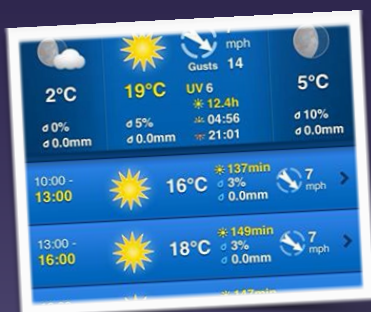 mph
Gusts 14
2°C
0%
0.0mm
19°C
5%
0.0mm
UV 6
12.4h
04:56
21:01
5°C
10%
0.0mm
10:00 -
13:00
16°C
137min
3%
0.0mm
7
mph
13:00 -
16:00
18°C
149min
3%
0.0mm
7
mph